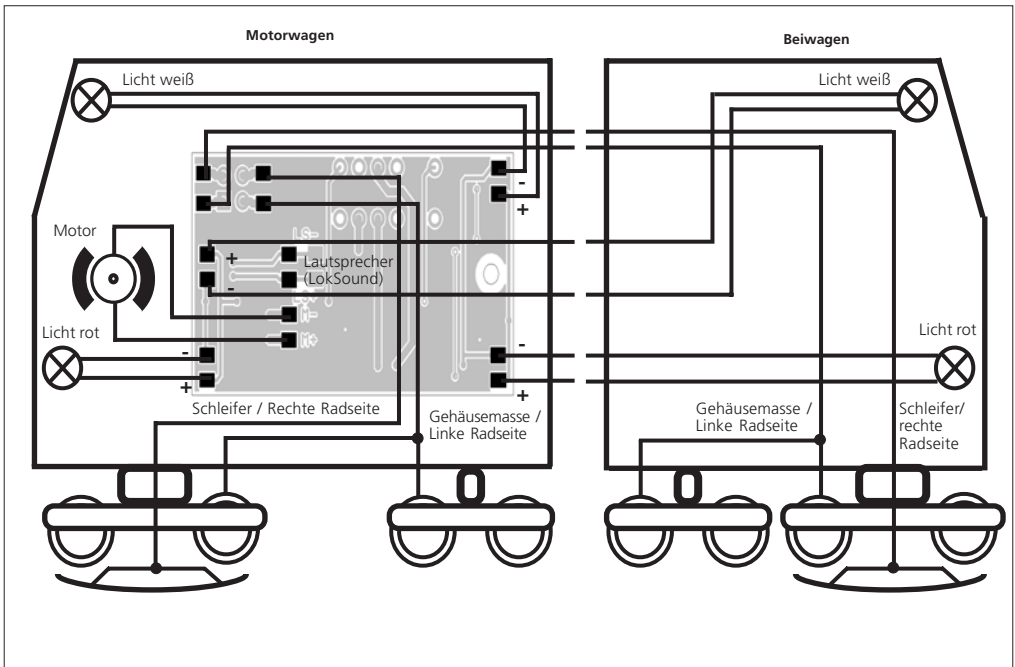 Motorwagen
Beiwagen
Licht weiß
Licht weiß
-
+
Motor
+
-
LS-
Lautsprecher
(LokSound)
M-
M+
Licht rot
-
+
-
+
Licht rot
Schleifer / Rechte Radseite
Gehäusemasse /
Linke Radseite
Gehäusemasse /
Linke Radseite
Schleifer/
rechte
Radseite